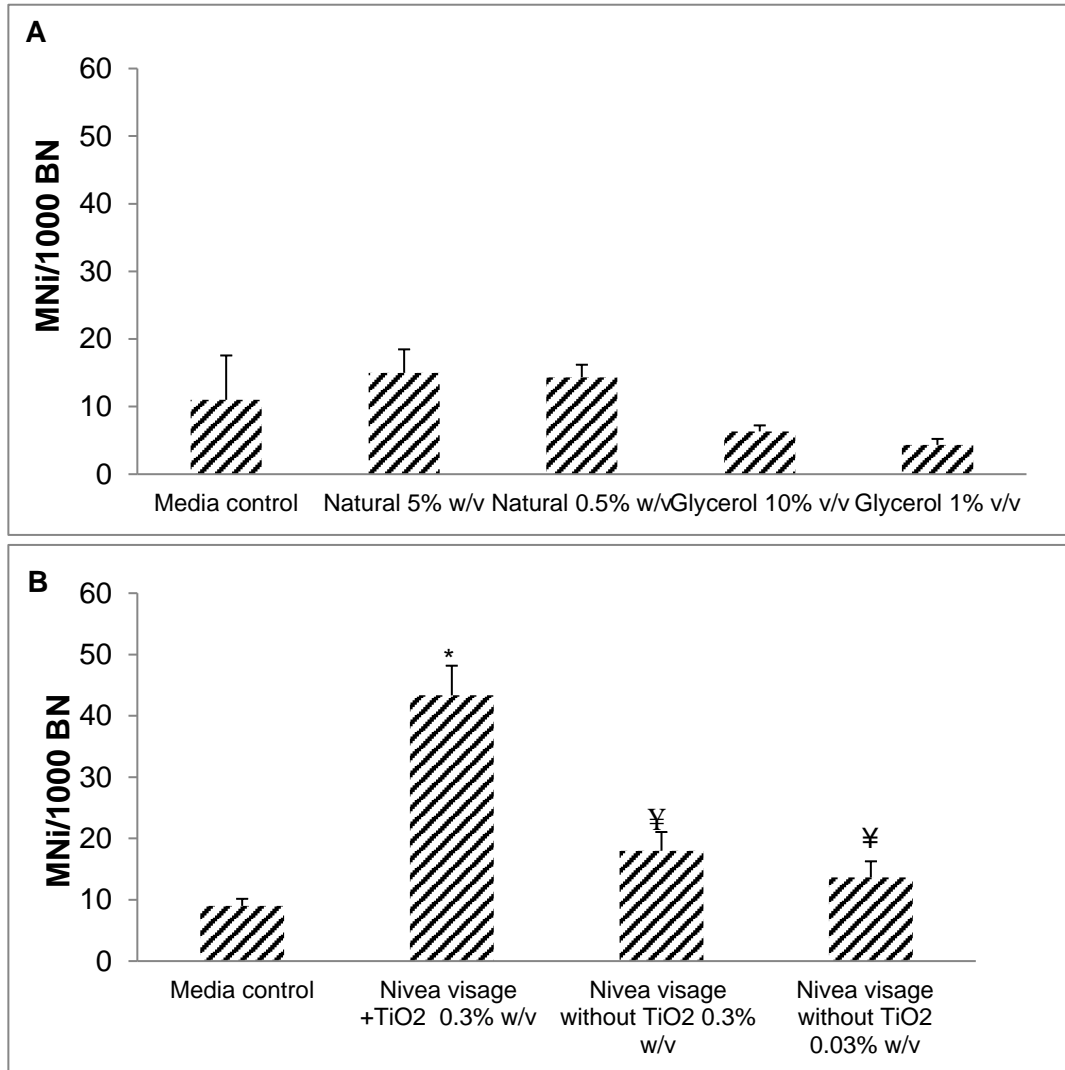 A
60
50
40
30
20
10
0
MNi/1000 BN
Media control Natural 5% w/v Natural 0.5% w/v Glycerol 10% v/v Glycerol 1% v/v
B
60
50
40
30
20
10
0
MNi/1000 BN
*
¥
¥
Media control
Nivea visage
+TiO2 0.3% w/v
Nivea visage
without TiO2 0.3%
w/v
Nivea visage
without TiO2
0.03% w/v